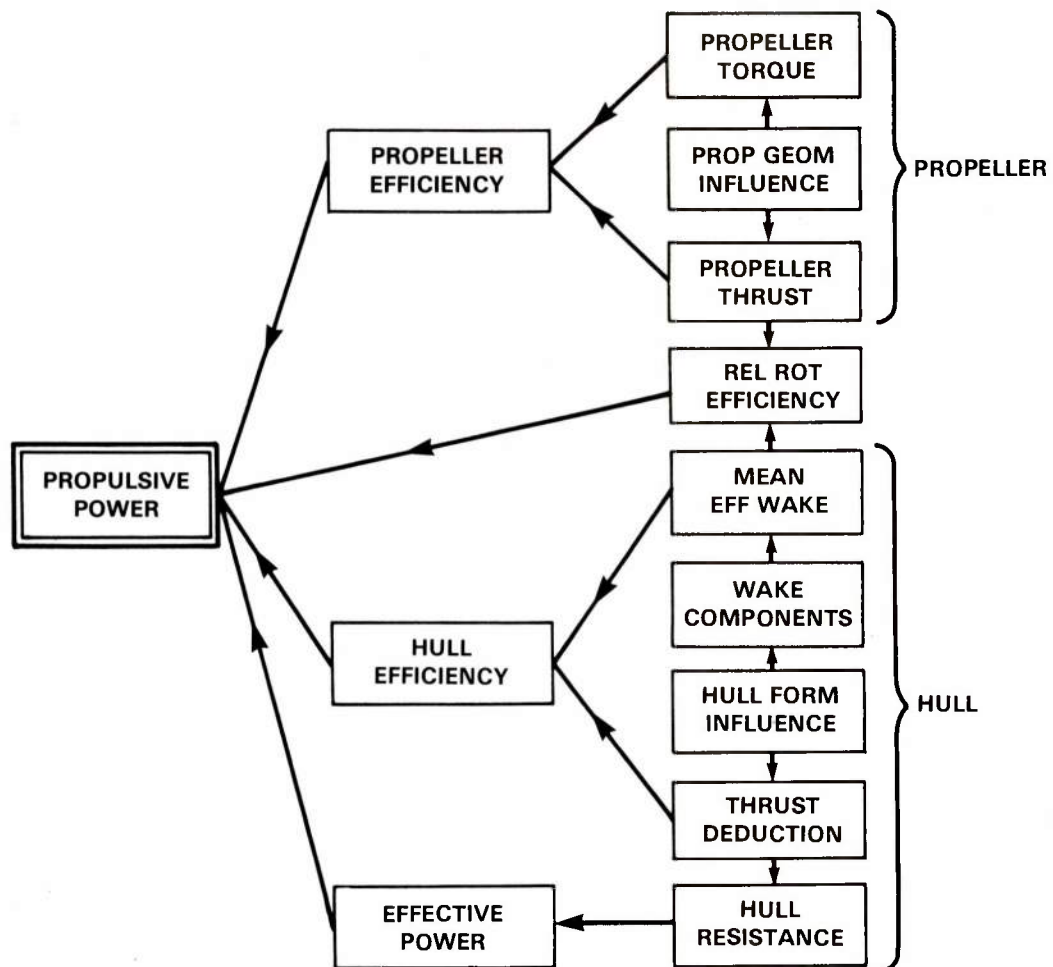 PROPELLER
TORQUE
PROPELLER
EFFICIENCY
PROP GEOM
INFLUENCE
PROPELLER
PROPELLER
THRUST
REL ROT
EFFICIENCY
PROPULSIVE
POWER
MEAN
EFF WAKE
WAKE
COMPONENTS
HULL
EFFICIENCY
HULL FORM
INFLUENCE
HULL
THRUST
DEDUCTION
EFFECTIVE
POWER
HULL
RESISTANCE